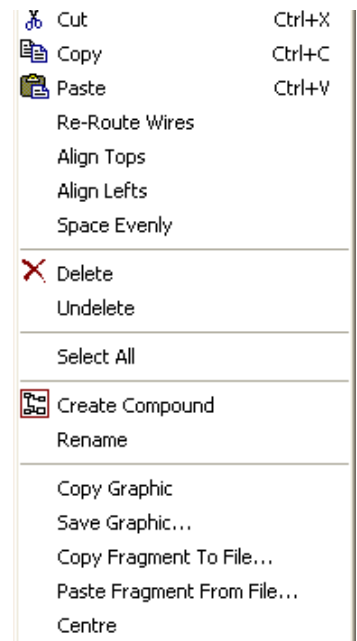 Cut Ctrl+X
Copy Ctrl+C
Paste Ctrl+V
Re-Route Wires
Align Tops
Align Lefts
Space Evenly
Delete
Undelete
Select All
Create Compound
Rename
Copy Graphic
Save Graphic...
Copy Fragment To File...
Paste Fragment From File...
Centre